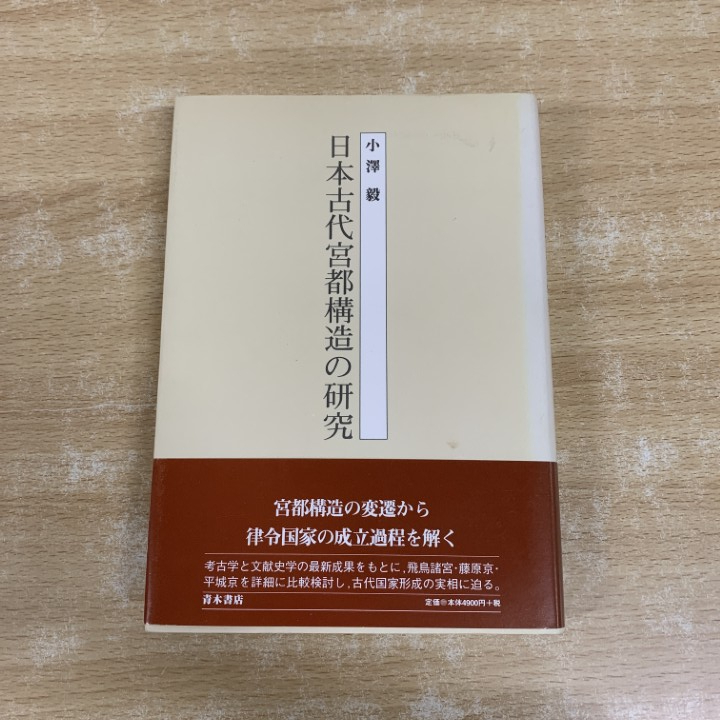 小澤 毅
日本古代宮都構造の研究
宮都構造の変遷から
律令国家の成立過程を解く
考古学と文献史学の最新成果をもとに,飛鳥諸宮・藤原京・
平城京を詳細に比較検討し,古代国家形成の実相に迫る。
青木書店
定価㊉本体4900円+税